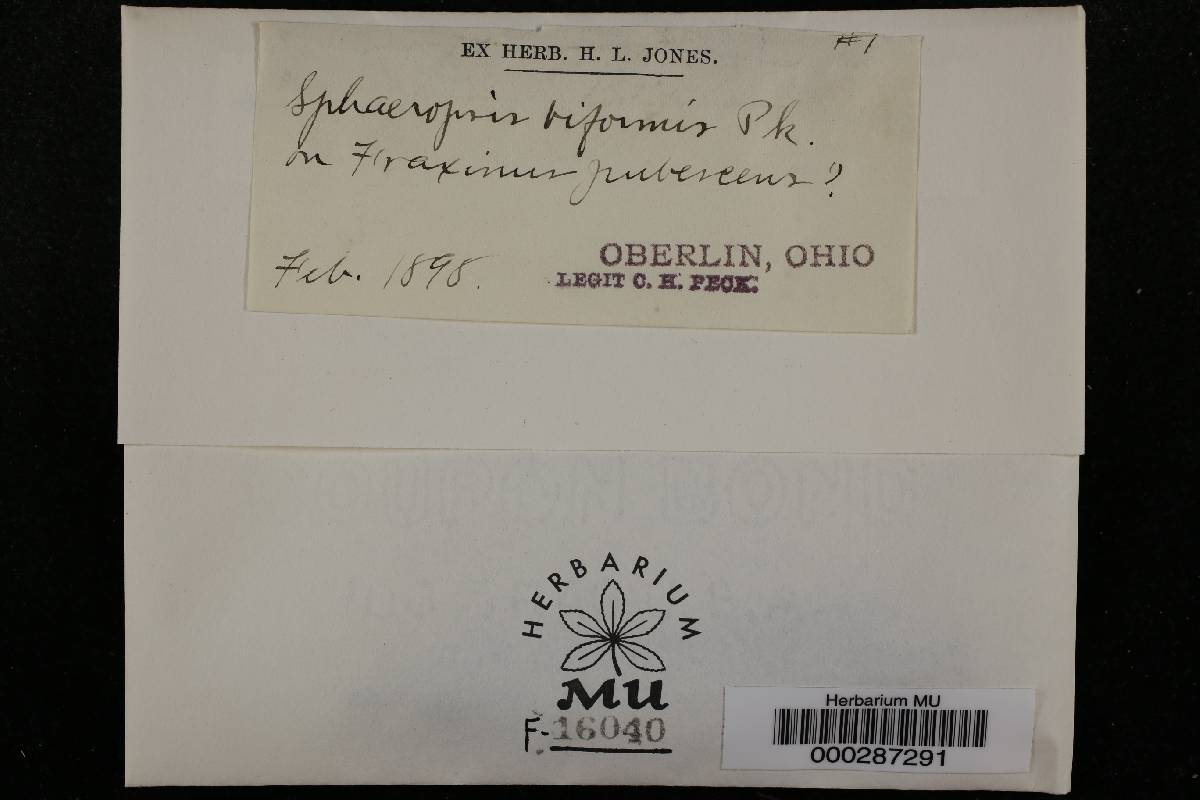 EX HERB. H. L. JONES.
#1
Sphaeropsis biformis Pk.
on Fraxinus pubescens?
Feb. 1898.
OBERLIN, OHIO
LEGIT C. H. PECK.
HERBARIUM
MU
F-16040
Herbarium MU
000287291